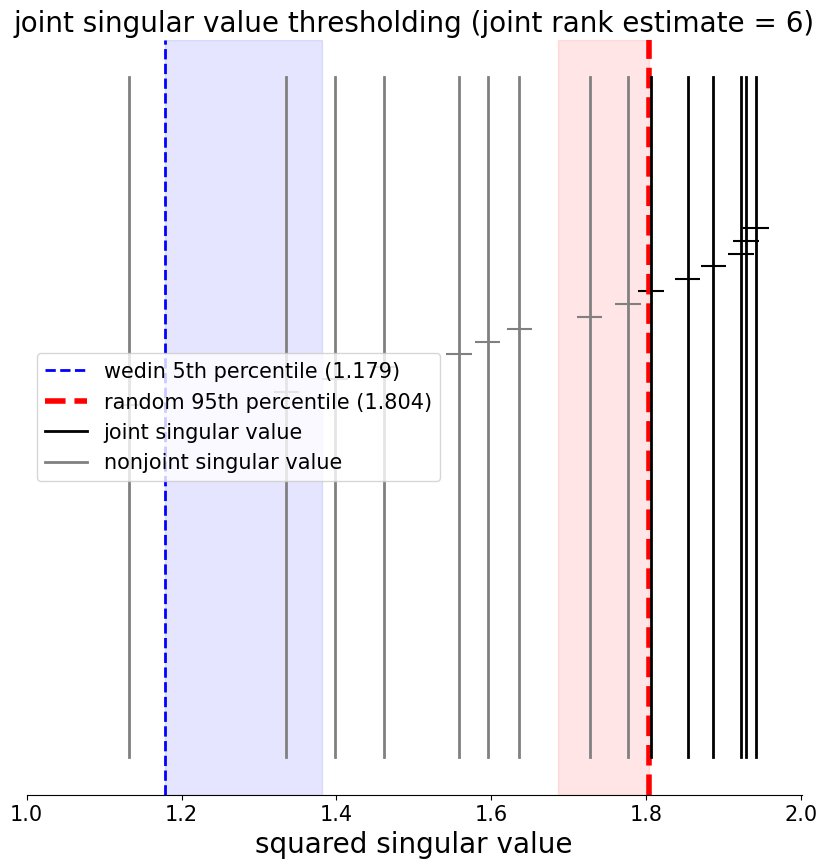 joint singular value thresholding (joint rank estimate = 6)
wedin 5th percentile (1.179)
random 95th percentile (1.804)
joint singular value
nonjoint singular value
1.0 1.2 1.4 1.6 1.8 2.0
squared singular value